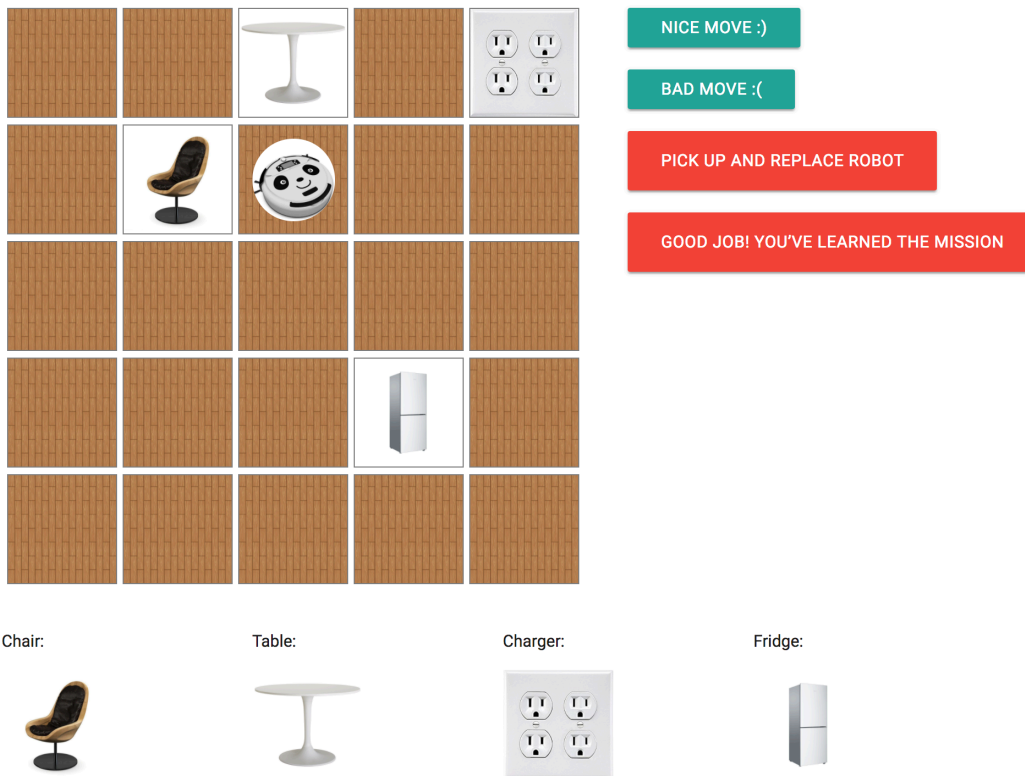 NICE MOVE :)
BAD MOVE :(
PICK UP AND REPLACE ROBOT
GOOD JOB! YOU'VE LEARNED THE MISSION
Chair:
Table:
Charger:
Fridge: